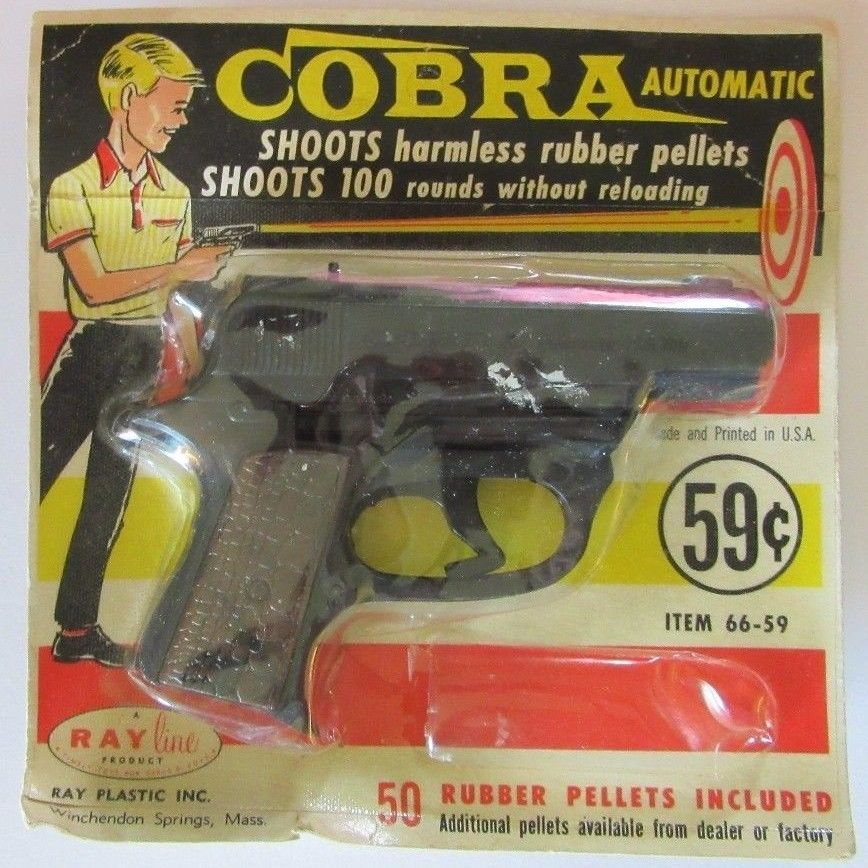 COBRA AUTOMATIC
SHOOTS harmless rubber pellets
SHOOTS 100 rounds without reloading
and Printed in U.S.A.
59¢
ITEM 66-59
A
RAY line
PRODUCT
RAY PLASTIC INC.
Winchendon Springs, Mass.
50 RUBBER PELLETS INCLUDED
Additional pellets available from dealer or factory